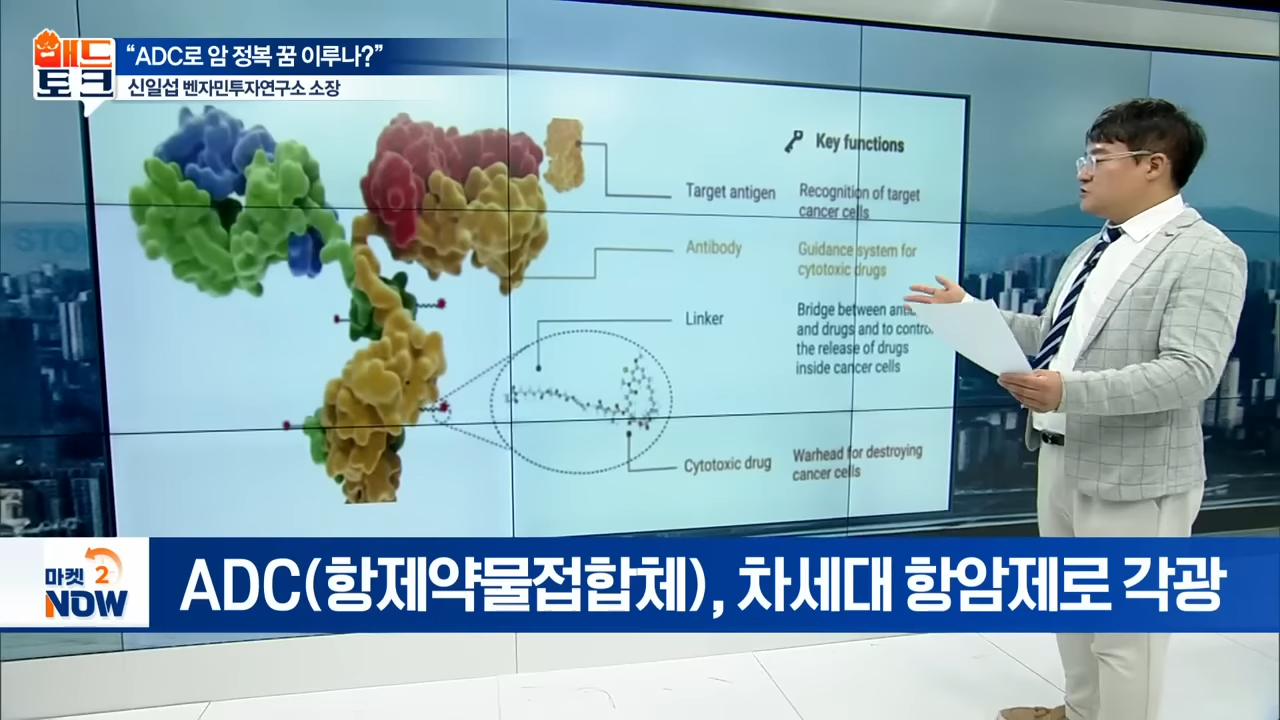 매드
토크
“ADC로 암 정복 꿈 이루나?”
신일섭 벤자민투자연구소 소장
Key functions
Target antigen
Recognition of target
cancer cells
Antibody
Guidance system for
cytotoxic drugs
Linker
Bridge between
and drugs and to control
the release of drugs
inside cancer cells
Cytotoxic drug
Warhead for destroying
cancer cells
마켓 2
NOW
ADC(항제약물접합체), 차세대 항암제로 각광